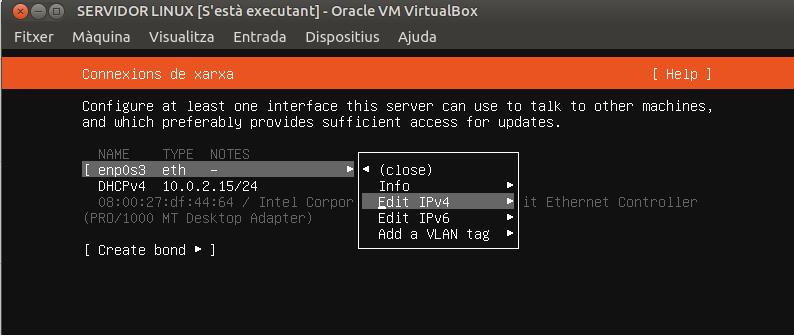 SERVIDOR LINUX [S'està executant] - Oracle VM VirtualBox
Fitxer Màquina Visualitza Entrada Dispositius Ajuda
Connexions de xarxa [ Help ]
Configure at least one interface this server can use to talk to other machines,
and which preferably provides sufficient access for updates.
NAME TYPE NOTES
[ enp0s3 eth - ▸ ◂ (close)
DHCPv4 10.0.2.15/24 Info ▸
08:00:27:df:44:64 / Intel Corpor Edit IPv4 ▸ it Ethernet Controller
(PRO/1000 MT Desktop Adapter) Edit IPv6 ▸
Add a VLAN tag ▸
[ Create bond ▸ ]